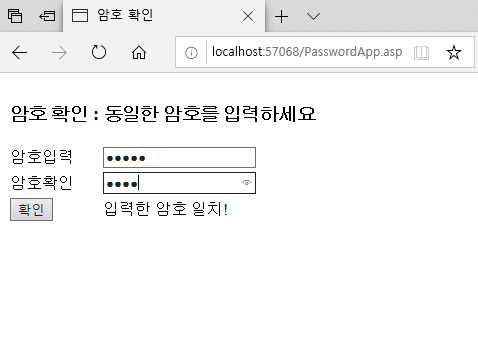 암호 확인
localhost:57068/PasswordApp.asp
암호 확인 : 동일한 암호를 입력하세요
암호입력 •••••
암호확인 ••••
확인 입력한 암호 일치!